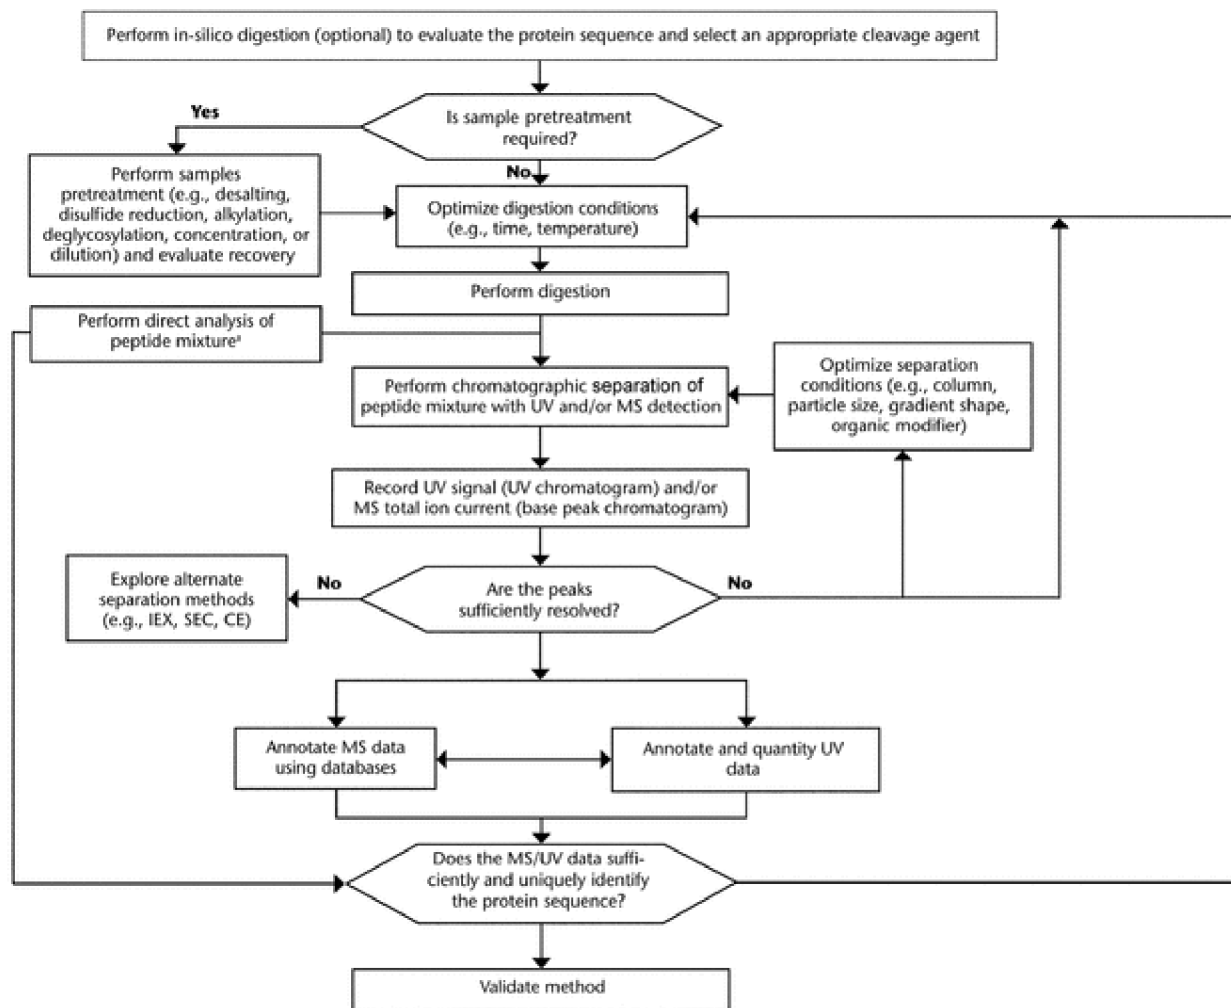 Perform in-silico digestion (optional) to evaluate the protein sequence and select an appropriate cleavage agent
Yes
Is sample pretreatment
required?
Perform samples
pretreatment (e.g., desalting,
disulfide reduction, alkylation,
deglycosylation, concentration, or
dilution) and evaluate recovery
No
Optimize digestion conditions
(e.g., time, temperature)
Perform digestion
Perform direct analysis of
peptide mixtureª
Perform chromatographic separation of
peptide mixture with UV and/or MS detection
Optimize separation
conditions (e.g., column,
particle size, gradient shape,
organic modifier)
Record UV signal (UV chromatogram) and/or
MS total ion current (base peak chromatogram)
Explore alternate
separation methods
(e.g., IEX, SEC, CE)
No
Are the peaks
sufficiently resolved?
No
Annotate MS data
using databases
Annotate and quantity UV
data
Does the MS/UV data suffi-
ciently and uniquely identify
the protein sequence?
Validate method